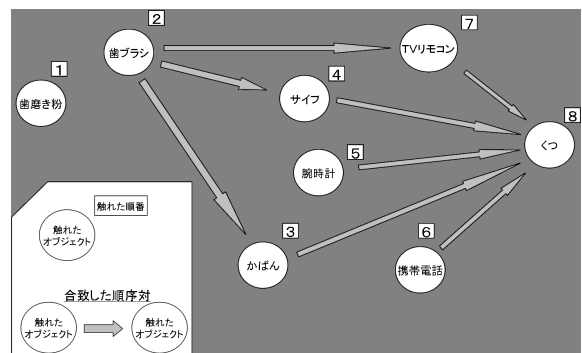 2
歯ブラシ
7
TVリモコン
1
歯磨き粉
4
サイフ
8
くつ
5
腕時計
3
かばん
6
携帯電話
触れた順番
触れた
オブジェクト
合致した順序対
触れた
オブジェクト
触れた
オブジェクト